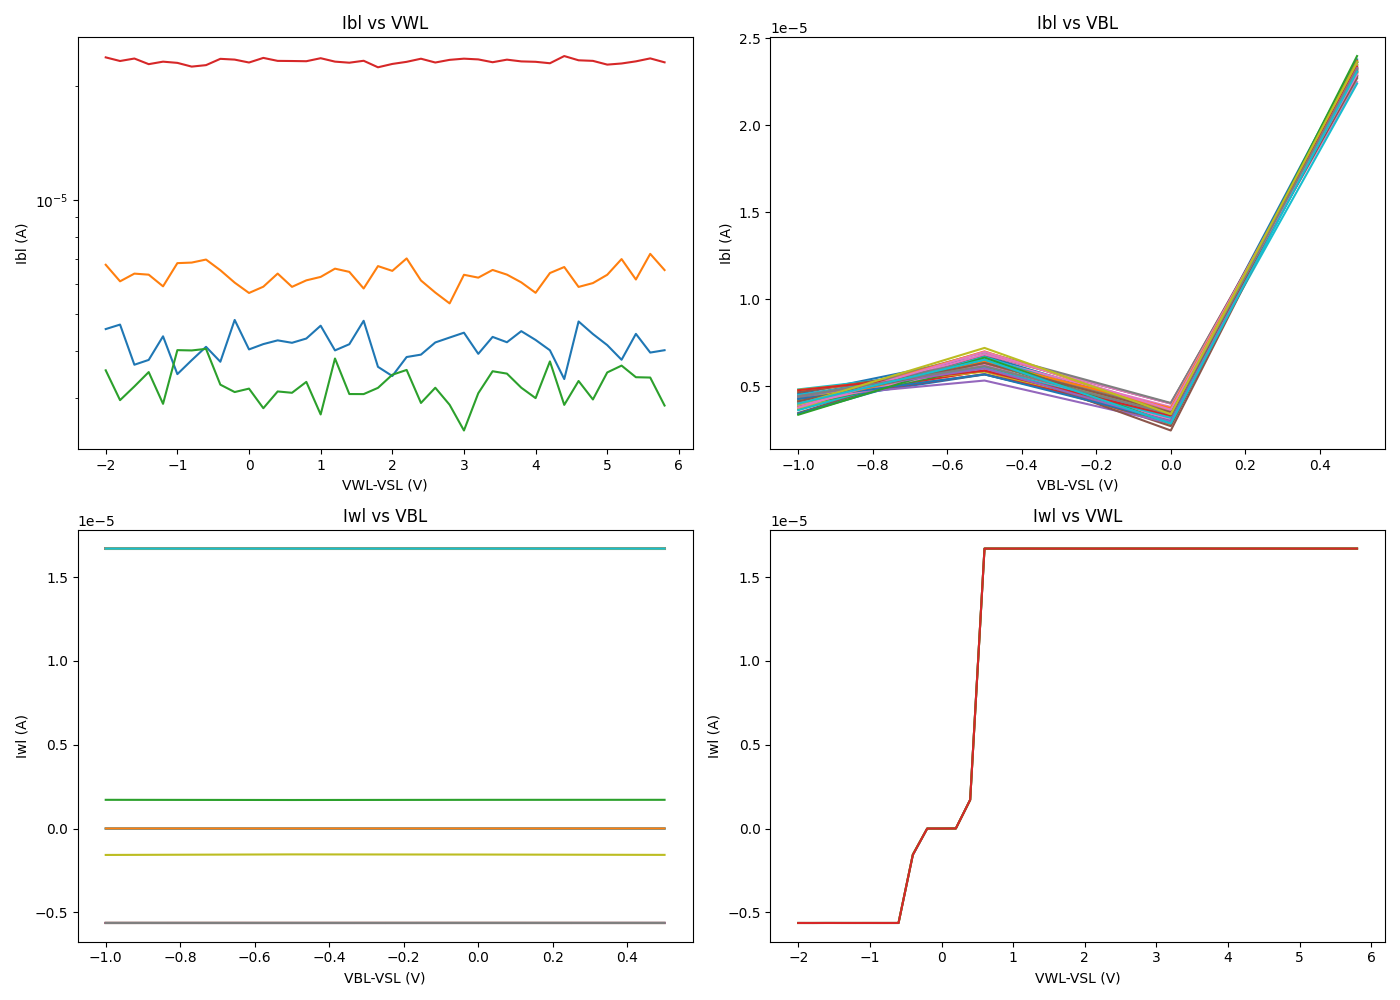 Ibl vs VWL
Ibl (A)
10⁻⁵
−2 −1 0 1 2 3 4 5 6
VWL-VSL (V)
Ibl vs VBL
1e−5
Ibl (A)
2.5
2.0
1.5
1.0
0.5
−1.0 −0.8 −0.6 −0.4 −0.2 0.0 0.2 0.4
VBL-VSL (V)
Iwl vs VBL
1e−5
Iwl (A)
1.5
1.0
0.5
0.0
−0.5
−1.0 −0.8 −0.6 −0.4 −0.2 0.0 0.2 0.4
VBL-VSL (V)
Iwl vs VWL
1e−5
Iwl (A)
1.5
1.0
0.5
0.0
−0.5
−2 −1 0 1 2 3 4 5 6
VWL-VSL (V)